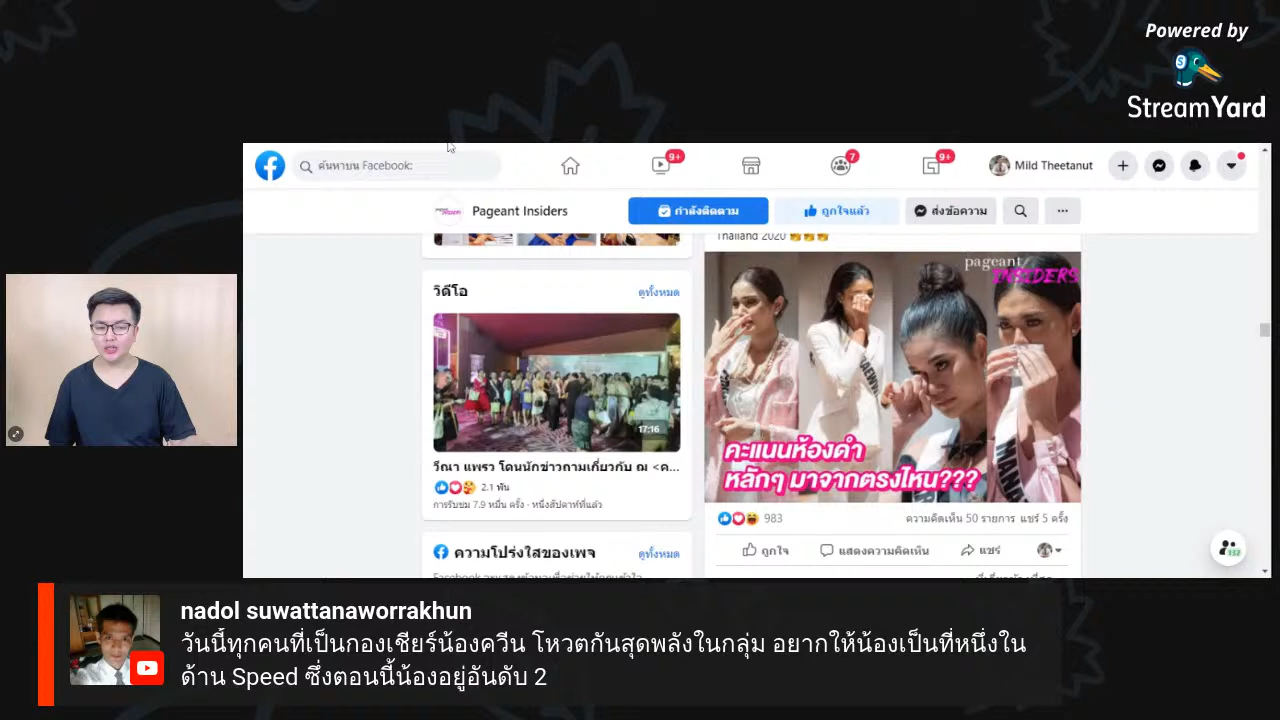 Powered by
StreamYard
ค้นหาบน Facebook:
9+
7
9+
Mild Theetanut
Pageant Insiders
กำลังติดตาม
ถูกใจแล้ว
ส่งข้อความ
Thailand 2020
วิดีโอ
ดูทั้งหมด
17:16
วีณา แพรว โดนนักข่าวถามเกี่ยวกับ ณ <ค...
2.1 พัน
การรับชม 7.9 หมื่น ครั้ง · หนึ่งสัปดาห์ที่แล้ว
ความโปร่งใสของเพจ
ดูทั้งหมด
pageant
INSIDERS
คะแนนห้องดำ
หลักๆ มาจากตรงไหน???
983
ความคิดเห็น 50 รายการ แชร์ 5 ครั้ง
ถูกใจ
แสดงความคิดเห็น
แชร์
132
nadol suwattanaworrakhun
วันนี้ทุกคนที่เป็นกองเชียร์น้องควีน โหวตกันสุดพลังในกลุ่ม อยากให้น้องเป็นที่หนึ่งใน
ด้าน Speed ซึ่งตอนนี้น้องอยู่อันดับ 2